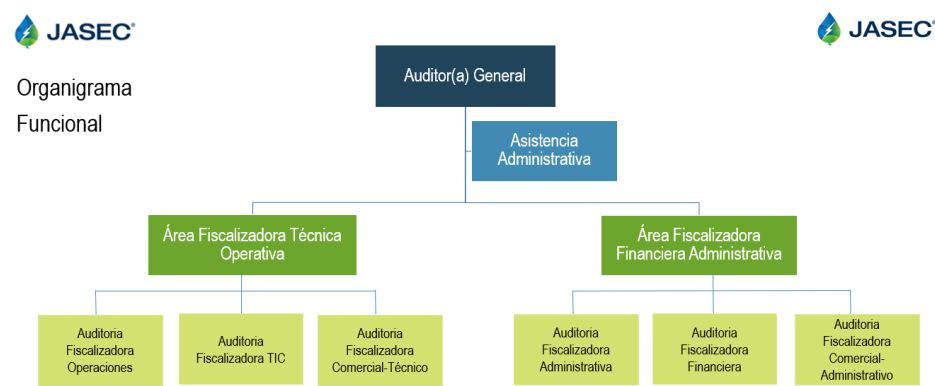 JASEC®
JASEC®
Organigrama
Funcional
Auditor(a) General
Asistencia
Administrativa
Área Fiscalizadora Técnica
Operativa
Área Fiscalizadora
Financiera Administrativa
Auditoria
Fiscalizadora
Operaciones
Auditoria
Fiscalizadora TIC
Auditoria
Fiscalizadora
Comercial-Técnico
Auditoria
Fiscalizadora
Administrativa
Auditoria
Fiscalizadora
Financiera
Auditoria
Fiscalizadora
Comercial-
Administrativo